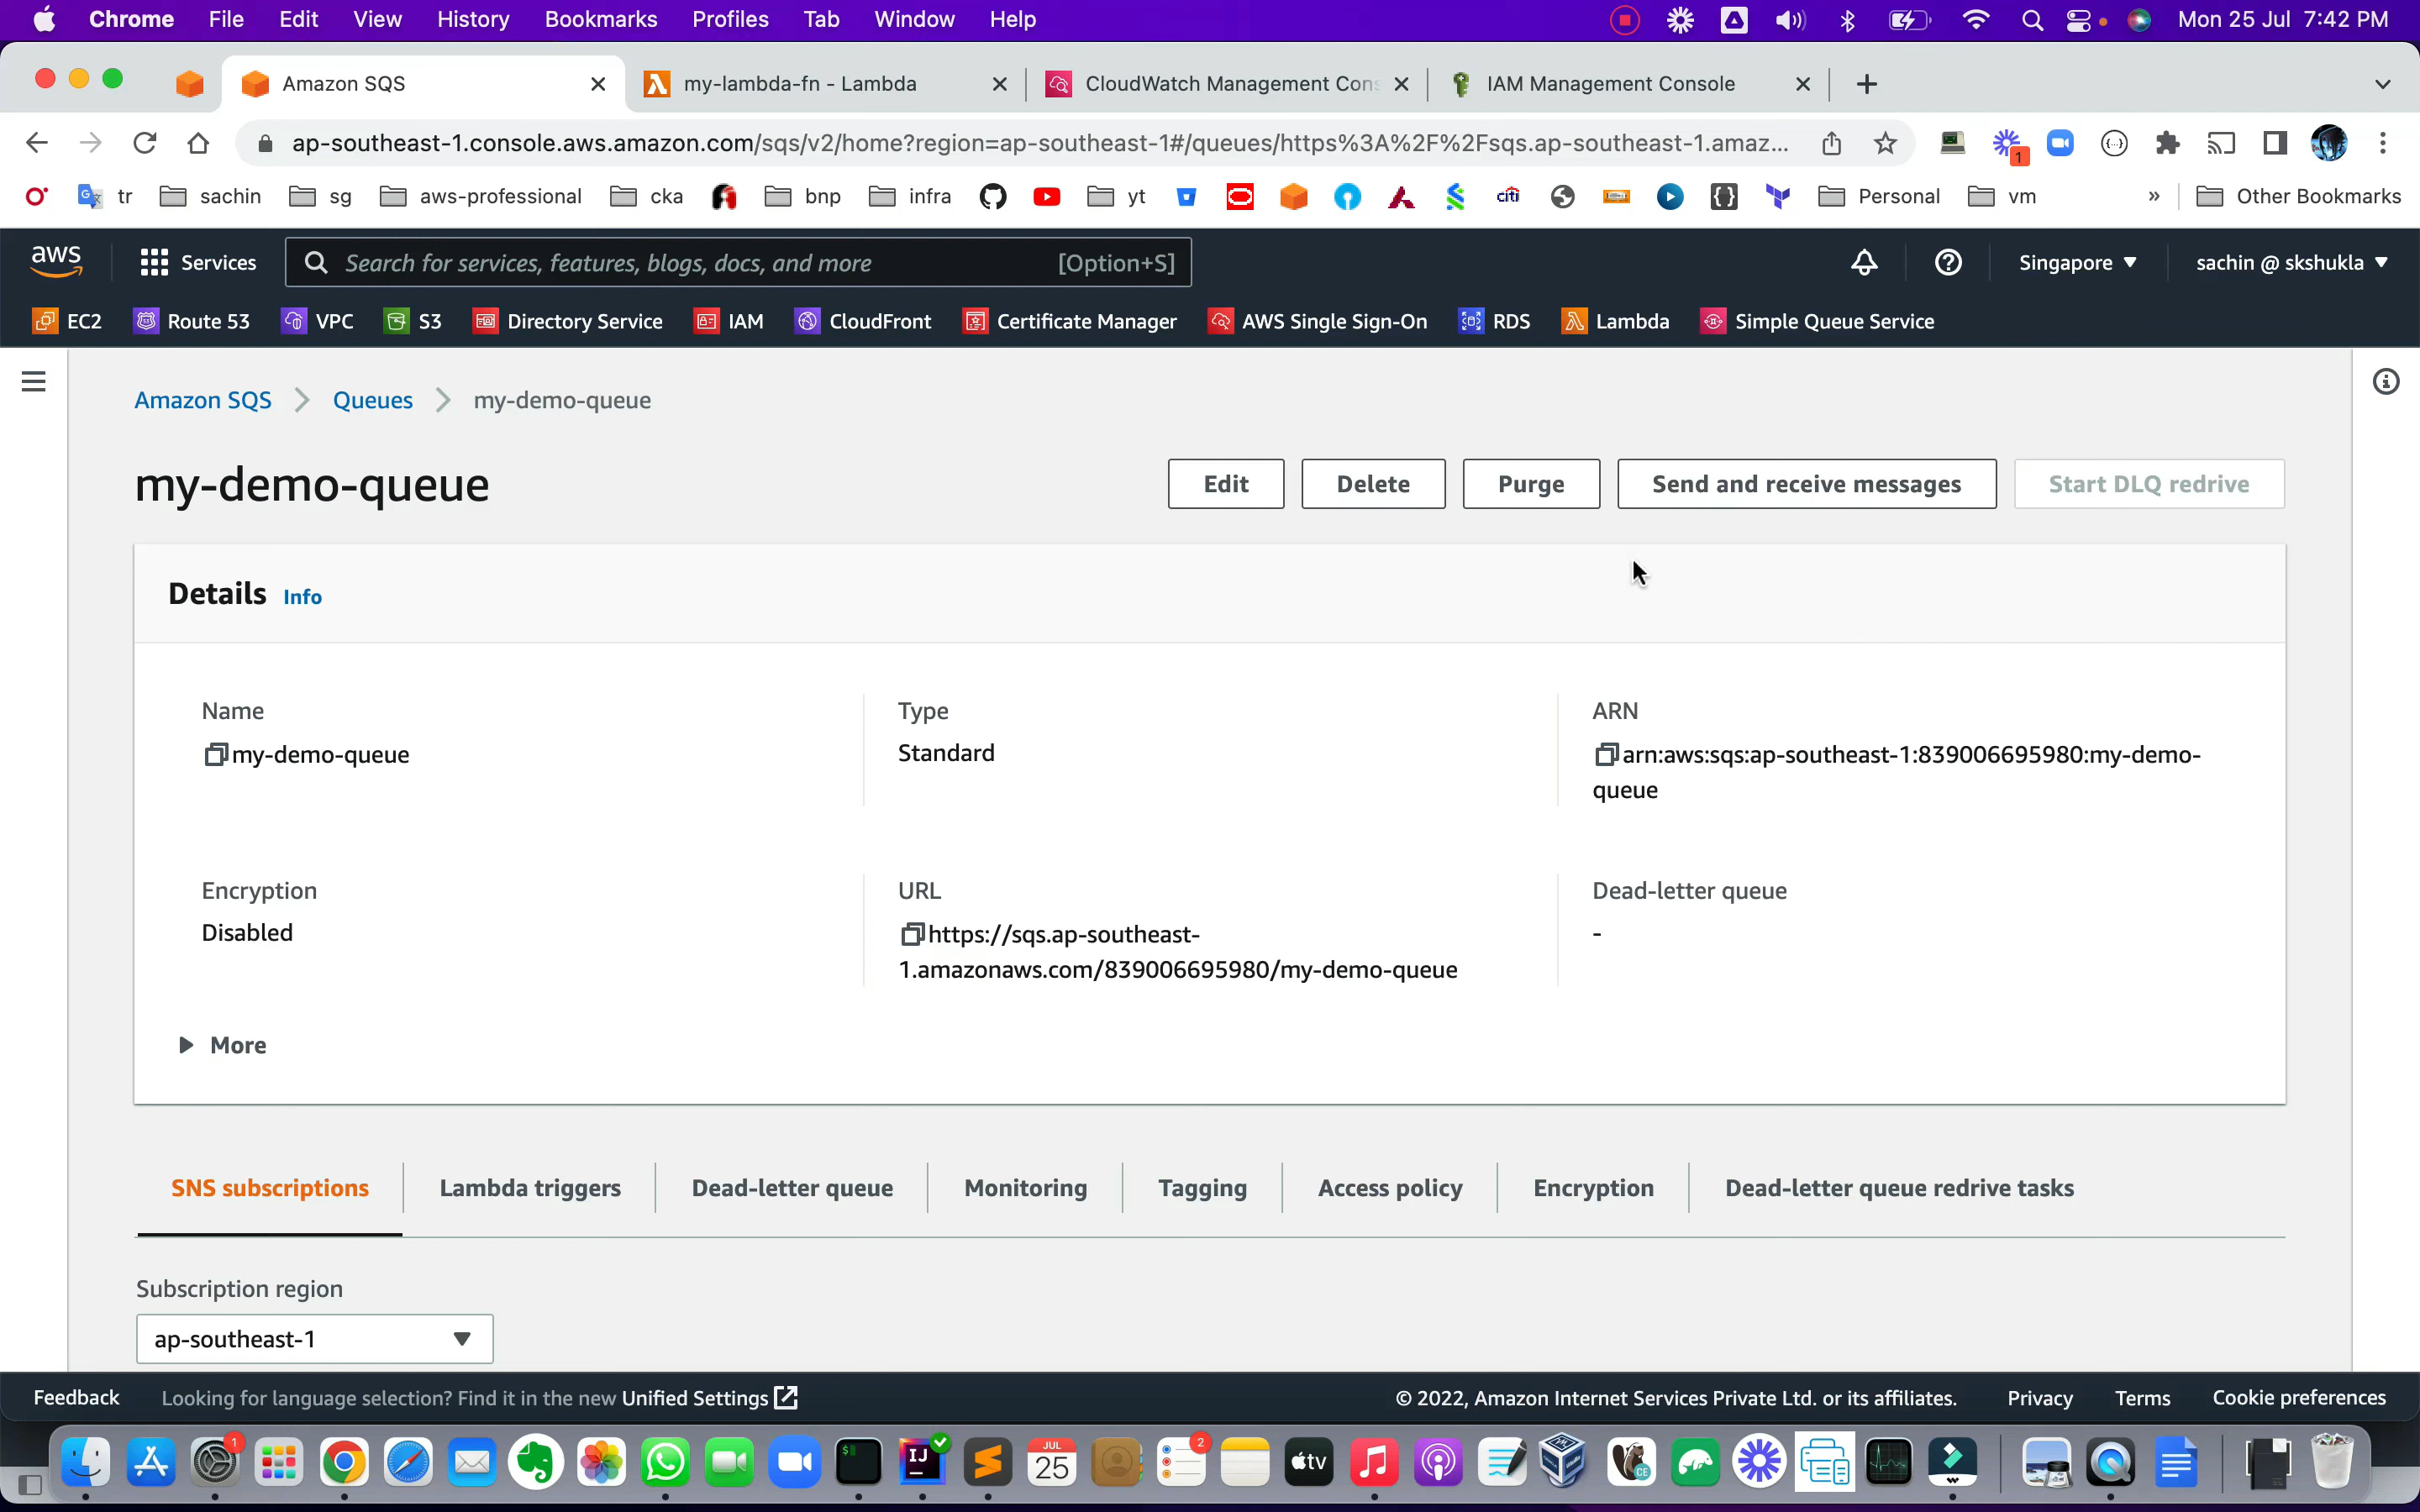 Chrome File Edit View History Bookmarks Profiles Tab Window Help Mon 25 Jul 7:42 PM
Amazon SQS my-lambda-fn - Lambda CloudWatch Management Con IAM Management Console
ap-southeast-1.console.aws.amazon.com/sqs/v2/home?region=ap-southeast-1#/queues/https%3A%2F%2Fsqs.ap-southeast-1.amaz... 1
tr sachin sg aws-professional cka bnp infra yt citi Personal vm » Other Bookmarks
aws Services Search for services, features, blogs, docs, and more [Option+S] Singapore sachin @ skshukla
EC2 Route 53 VPC S3 Directory Service IAM CloudFront Certificate Manager AWS Single Sign-On RDS Lambda Simple Queue Service
Amazon SQS Queues my-demo-queue
my-demo-queue Edit Delete Purge Send and receive messages Start DLQ redrive
Details Info
Name Type ARN
my-demo-queue Standard arn:aws:sqs:ap-southeast-1:839006695980:my-demo-
queue
Encryption URL Dead-letter queue
Disabled https://sqs.ap-southeast- -
1.amazonaws.com/839006695980/my-demo-queue
More
SNS subscriptions Lambda triggers Dead-letter queue Monitoring Tagging Access policy Encryption Dead-letter queue redrive tasks
Subscription region
ap-southeast-1
Feedback Looking for language selection? Find it in the new Unified Settings © 2022, Amazon Internet Services Private Ltd. or its affiliates. Privacy Terms Cookie preferences
1 $ IJ JUL 25 2 tv CE